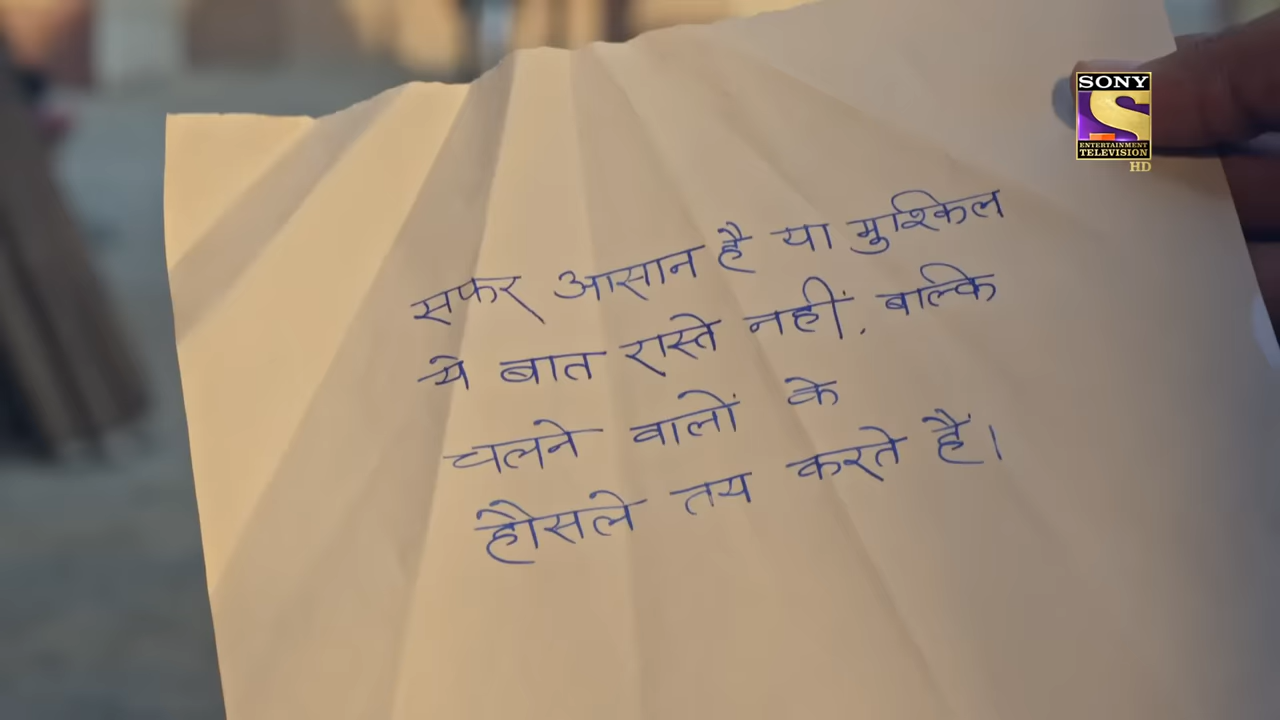 SONY
ENTERTAINMENT
TELEVISION
HD
सफर आसान है या मुश्किल
ये बात रास्ते नहीं, बल्कि
चलने वालों के
हौसले तय करते हैं।